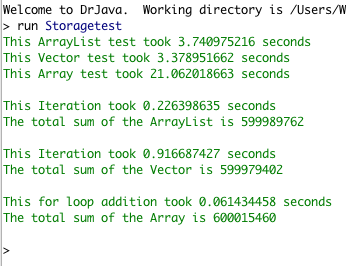 Welcome to DrJava.  Working directory is /Users/W
> run Storagetest
This ArrayList test took 3.740975216 seconds
This Vector test took 3.378951662 seconds
This Array test took 21.062018663 seconds
This Iteration took 0.226398635 seconds
The total sum of the ArrayList is 599989762
This Iteration took 0.916687427 seconds
The total sum of the Vector is 599979402
This for loop addition took 0.061434458 seconds
The total sum of the Array is 600015460
>